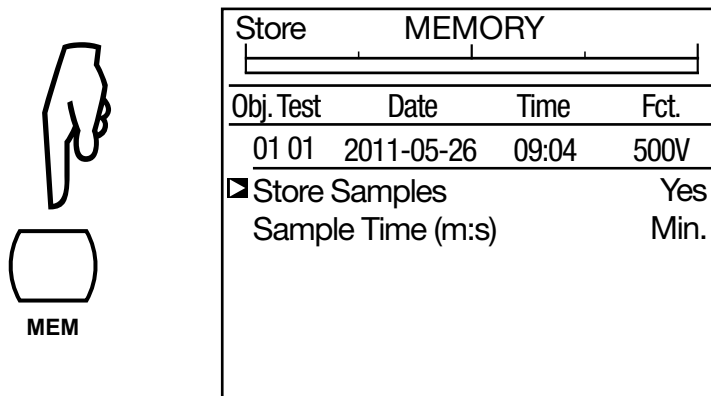 Store MEMORY
Obj. Test Date Time Fct.
01 01 2011-05-26 09:04 500V
Store Samples Yes
Sample Time (m:s) Min.
MEM